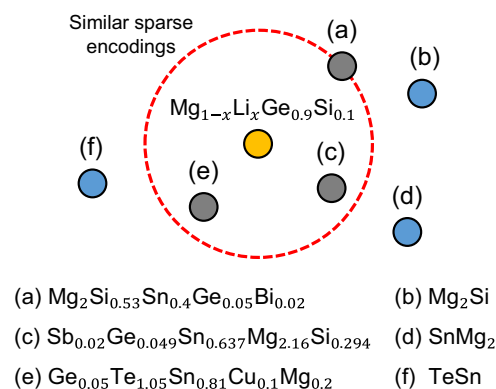 Similar sparse
encodings
(a)
(b)
Mg₁₋ₓLiₓGe₀.₉Si₀.₁
(f)
(e)
(c)
(d)
(a) Mg₂Si₀.₅₃Sn₀.₄Ge₀.₀₅Bi₀.₀₂ (b) Mg₂Si
(c) Sb₀.₀₂Ge₀.₀₄₉Sn₀.₆₃₇Mg₂.₁₆Si₀.₂₉₄ (d) SnMg₂
(e) Ge₀.₀₅Te₁.₀₅Sn₀.₈₁Cu₀.₁Mg₀.₂ (f) TeSn